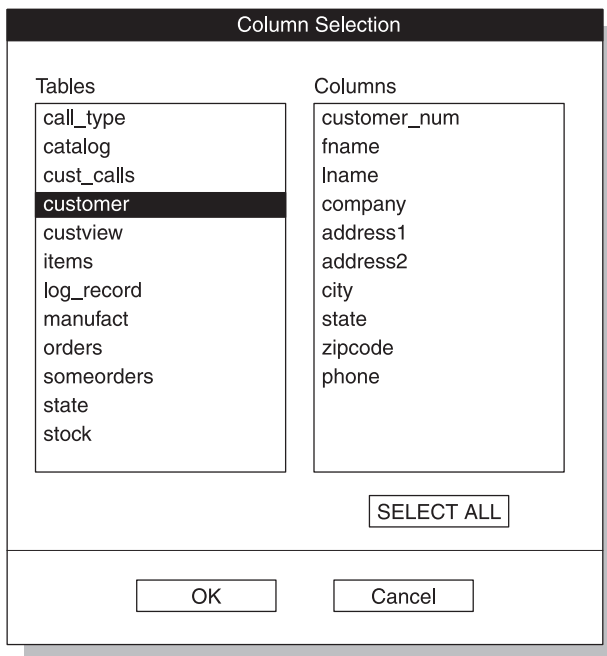 Column Selection
Tables
call_type
catalog
cust_calls
customer
custview
items
log_record
manufact
orders
someorders
state
stock
Columns
customer_num
fname
lname
company
address1
address2
city
state
zipcode
phone
SELECT ALL
OK
Cancel